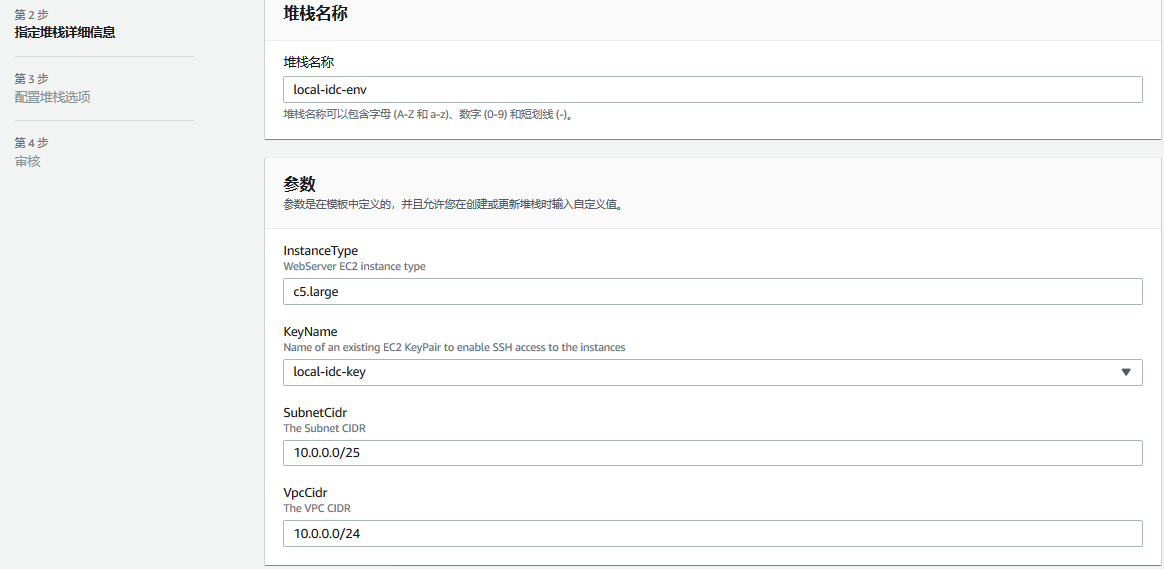 第 2 步
指定堆栈详细信息
第 3 步
配置堆栈选项
第 4 步
审核
堆栈名称
堆栈名称
local-idc-env
堆栈名称可以包含字母 (A-Z 和 a-z)、数字 (0-9) 和短划线 (-)。
参数
参数是在模板中定义的，并且允许您在创建或更新堆栈时输入自定义值。
InstanceType
WebServer EC2 instance type
c5.large
KeyName
Name of an existing EC2 KeyPair to enable SSH access to the instances
local-idc-key
SubnetCidr
The Subnet CIDR
10.0.0.0/25
VpcCidr
The VPC CIDR
10.0.0.0/24